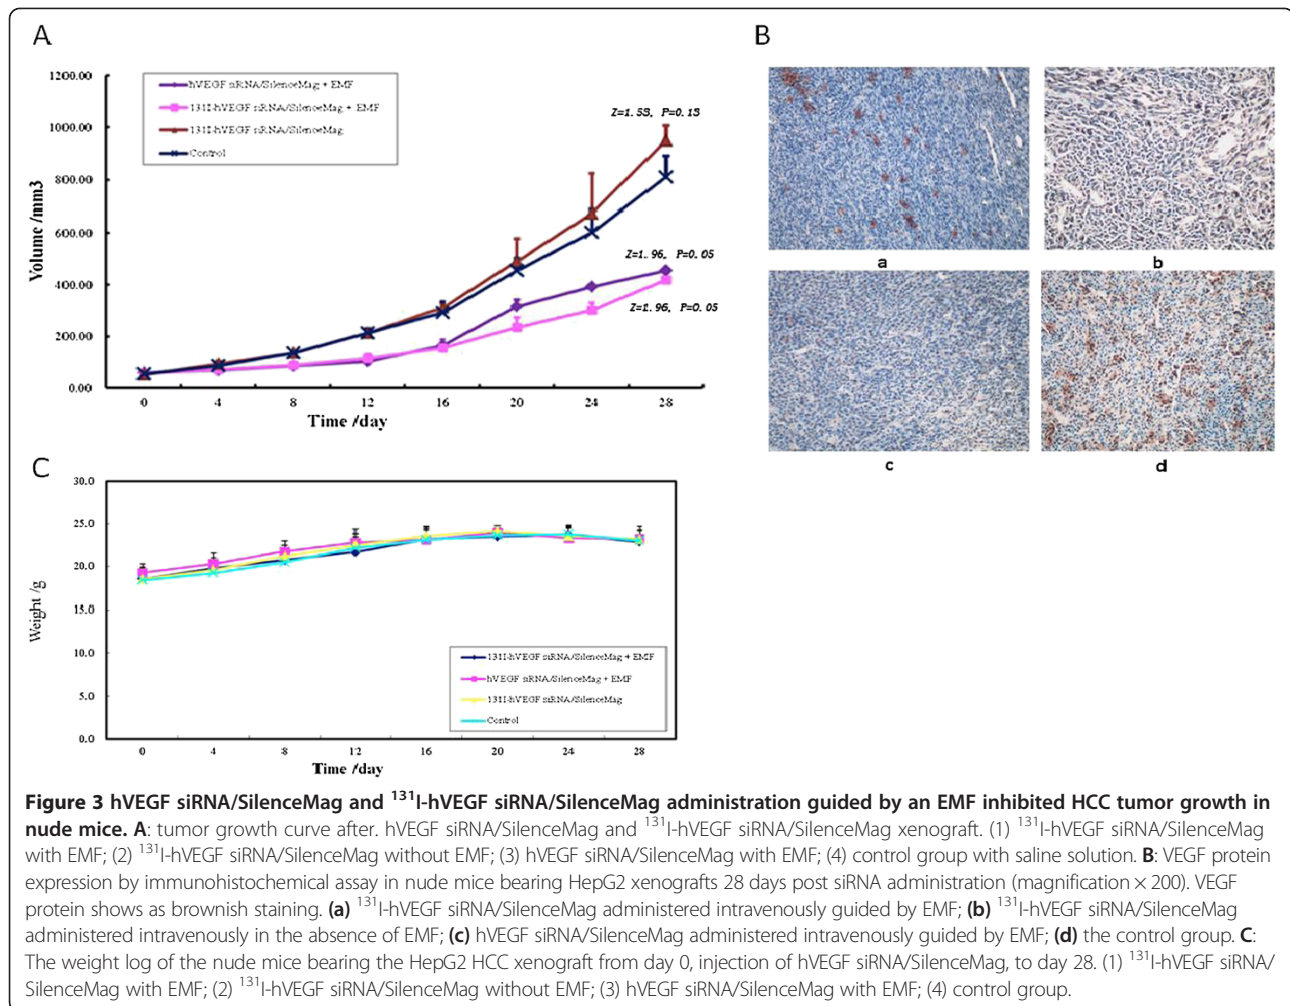 A
B
1200.00
1000.00
800.00
600.00
400.00
200.00
0.00
Volume /mm3
hVEGF siRNA/SilenceMag + EMF
131I-hVEGF siRNA/SilenceMag + EMF
131I-hVEGF siRNA/SilenceMag
Control
Z=1.53, P=0.13
Z=1.96, P=0.05
Z=1.96, P=0.05
0 4 8 12 16 20 24 28
Time /day
a
b
c
d
C
30.0
25.0
20.0
15.0
10.0
5.0
0.0
Weight /g
131I-hVEGF siRNA/SilenceMag + EMF
hVEGF siRNA/SilenceMag + EMF
131I-hVEGF siRNA/SilenceMag
Control
0 4 8 12 16 20 24 28
Time /day
Figure 3 hVEGF siRNA/SilenceMag and ¹³¹I-hVEGF siRNA/SilenceMag administration guided by an EMF inhibited HCC tumor growth in
nude mice. A: tumor growth curve after. hVEGF siRNA/SilenceMag and ¹³¹I-hVEGF siRNA/SilenceMag xenograft. (1) ¹³¹I-hVEGF siRNA/SilenceMag
with EMF; (2) ¹³¹I-hVEGF siRNA/SilenceMag without EMF; (3) hVEGF siRNA/SilenceMag with EMF; (4) control group with saline solution. B: VEGF protein
expression by immunohistochemical assay in nude mice bearing HepG2 xenografts 28 days post siRNA administration (magnification × 200). VEGF
protein shows as brownish staining. (a) ¹³¹I-hVEGF siRNA/SilenceMag administered intravenously guided by EMF; (b) ¹³¹I-hVEGF siRNA/SilenceMag
administered intravenously in the absence of EMF; (c) hVEGF siRNA/SilenceMag administered intravenously guided by EMF; (d) the control group. C:
The weight log of the nude mice bearing the HepG2 HCC xenograft from day 0, injection of hVEGF siRNA/SilenceMag, to day 28. (1) ¹³¹I-hVEGF siRNA/
SilenceMag with EMF; (2) ¹³¹I-hVEGF siRNA/SilenceMag without EMF; (3) hVEGF siRNA/SilenceMag with EMF; (4) control group.